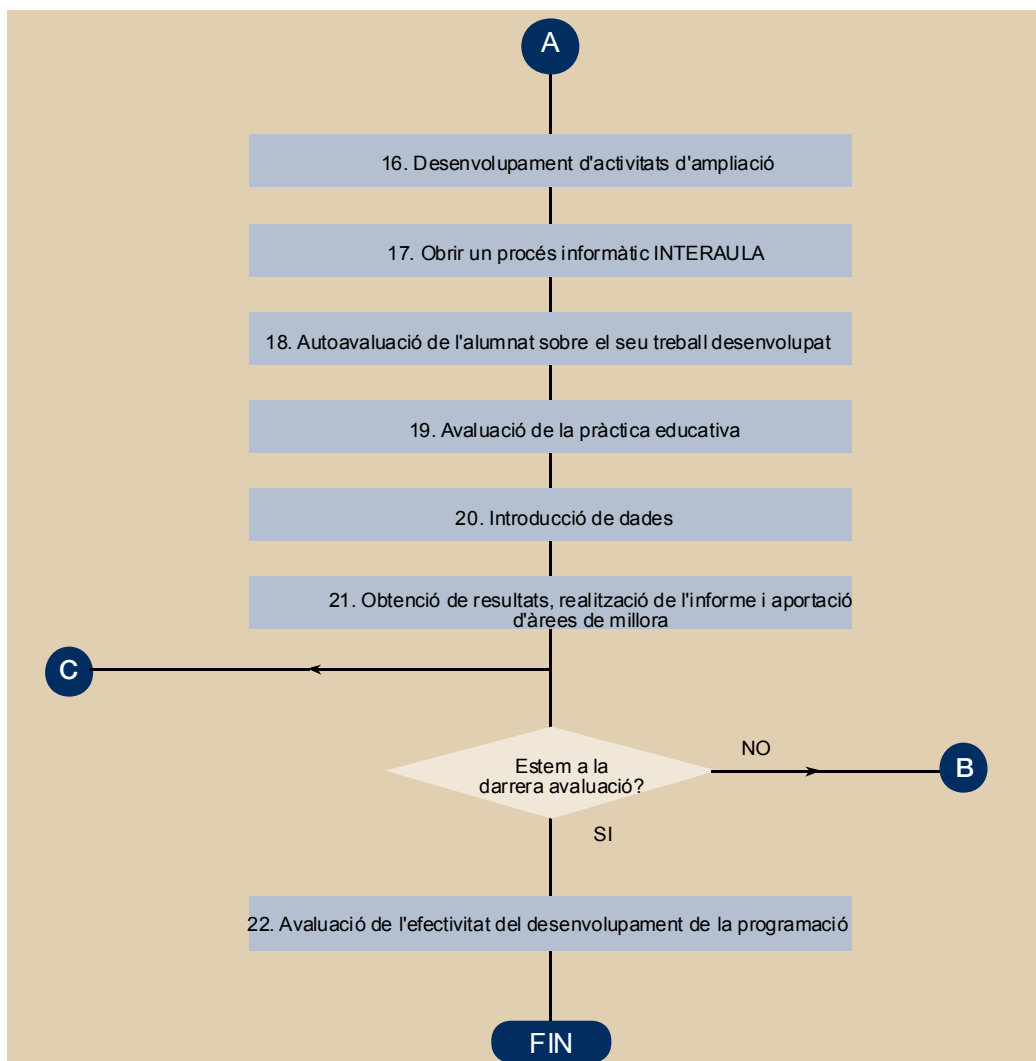 A
16. Desenvolupament d'activitats d'ampliació
17. Obrir un procés informàtic INTERAULA
18. Autoavaluació de l'alumnat sobre el seu treball desenvolupat
19. Avaluació de la pràctica educativa
20. Introducció de dades
21. Obtenció de resultats, realització de l'informe i aportació
d'àrees de millora
C
Estem a la
darrera avaluació?
NO
B
SI
22. Avaluació de l'efectivitat del desenvolupament de la programació
FIN